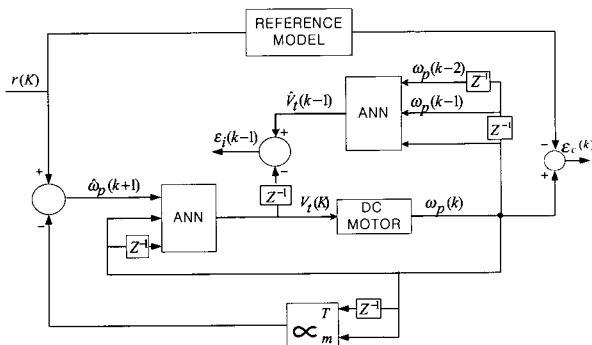 REFERENCE
MODEL
r(K)
ω_p(k-2)
Z⁻¹
V̂_t(k-1)
ANN
ω_p(k-1)
ε_i(k-1)
+
-
Z⁻¹
-
ε_c(k)
+
+
ω̂_p(k+1)
-
ANN
Z⁻¹
V_t(K)
DC
MOTOR
ω_p(k)
Z⁻¹
T
Z⁻¹
∝
m